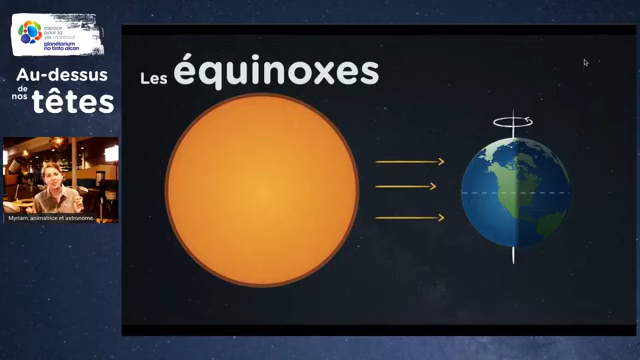 espace
pour la
vie montréal
planétarium
rio tinto alcan
Au-dessus
de
nos têtes
Les équinoxes
Myriam, animatrice et astronome